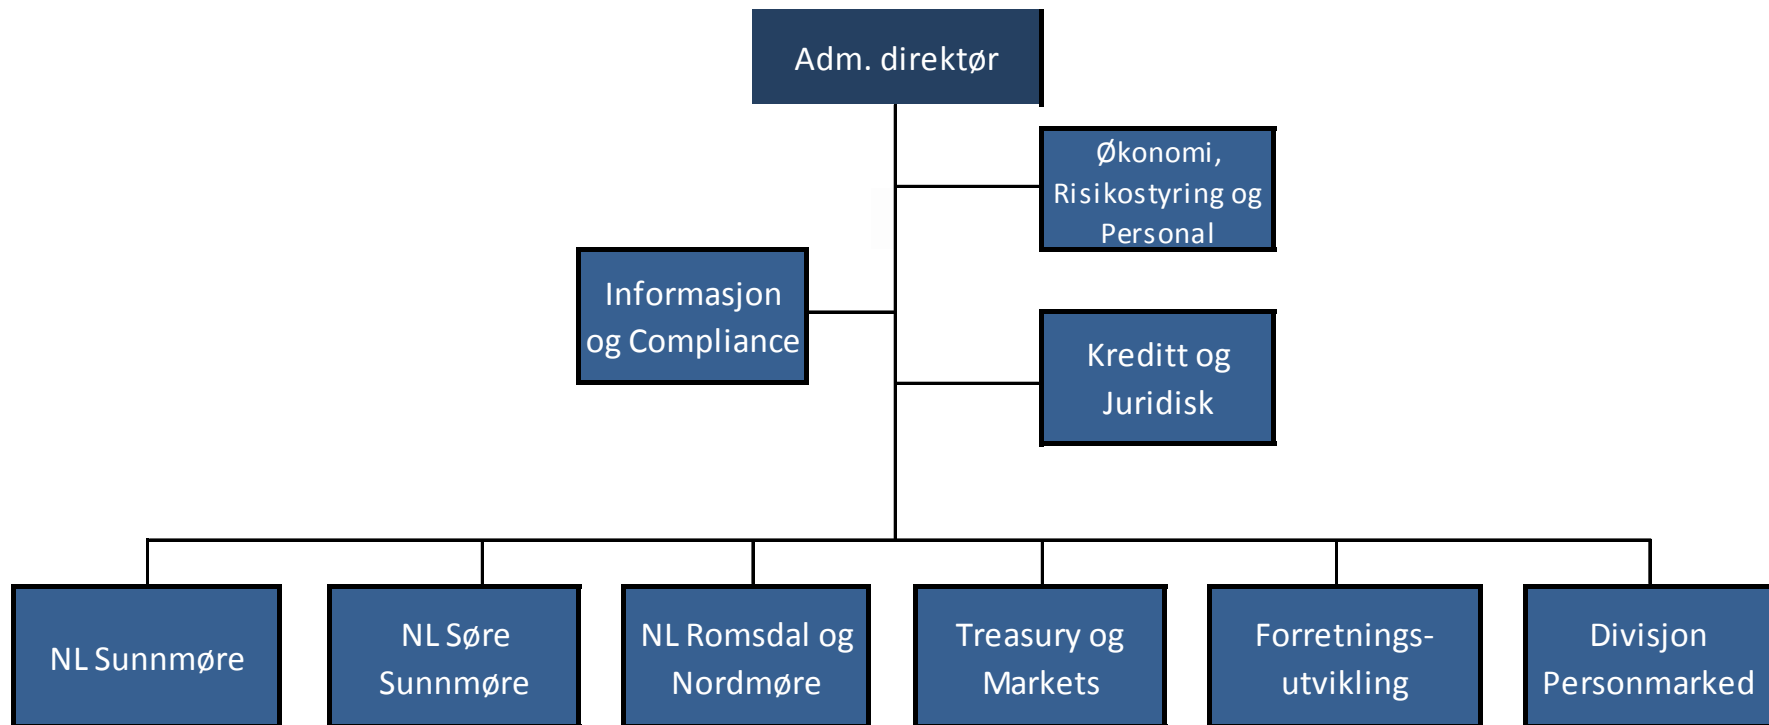 Adm. direktør
Økonomi,
Risikostyring og
Personal
Informasjon
og Compliance
Kreditt og
Juridisk
NL Sunnmøre
NL Søre
Sunnmøre
NL Romsdal og
Nordmøre
Treasury og
Markets
Forretnings-
utvikling
Divisjon
Personmarked